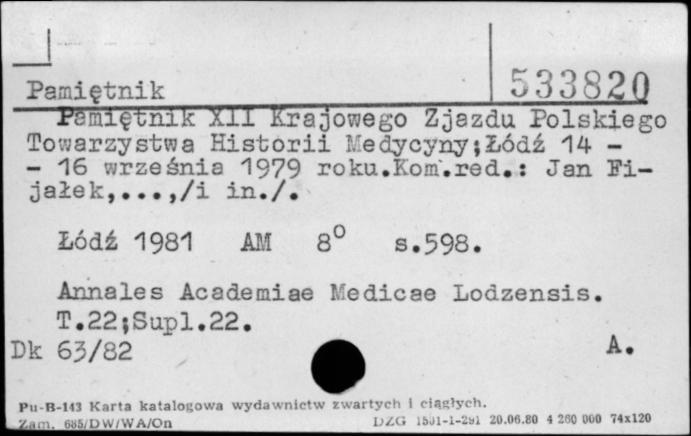 533820
Pamiętnik
Pamiętnik XII Krajowego Zjazdu Polskiego
Towarzystwa Historii Medycyny;Łódź 14 -
- 16 września 1979 roku.Kom.red.: Jan Fi-
jałek,...,/i in./.
Łódź 1981 AM 8° s.598.
Annales Academiae Medicae Lodzensis.
T.22;Supl.22.
Dk 63/82 A.
Pu-B-143 Karta katalogowa wydawnictw zwartych i ciągłych.
Zam. 685/DW/WA/On DZG 1501-1-291 20.06.80 4 260 000 74x120